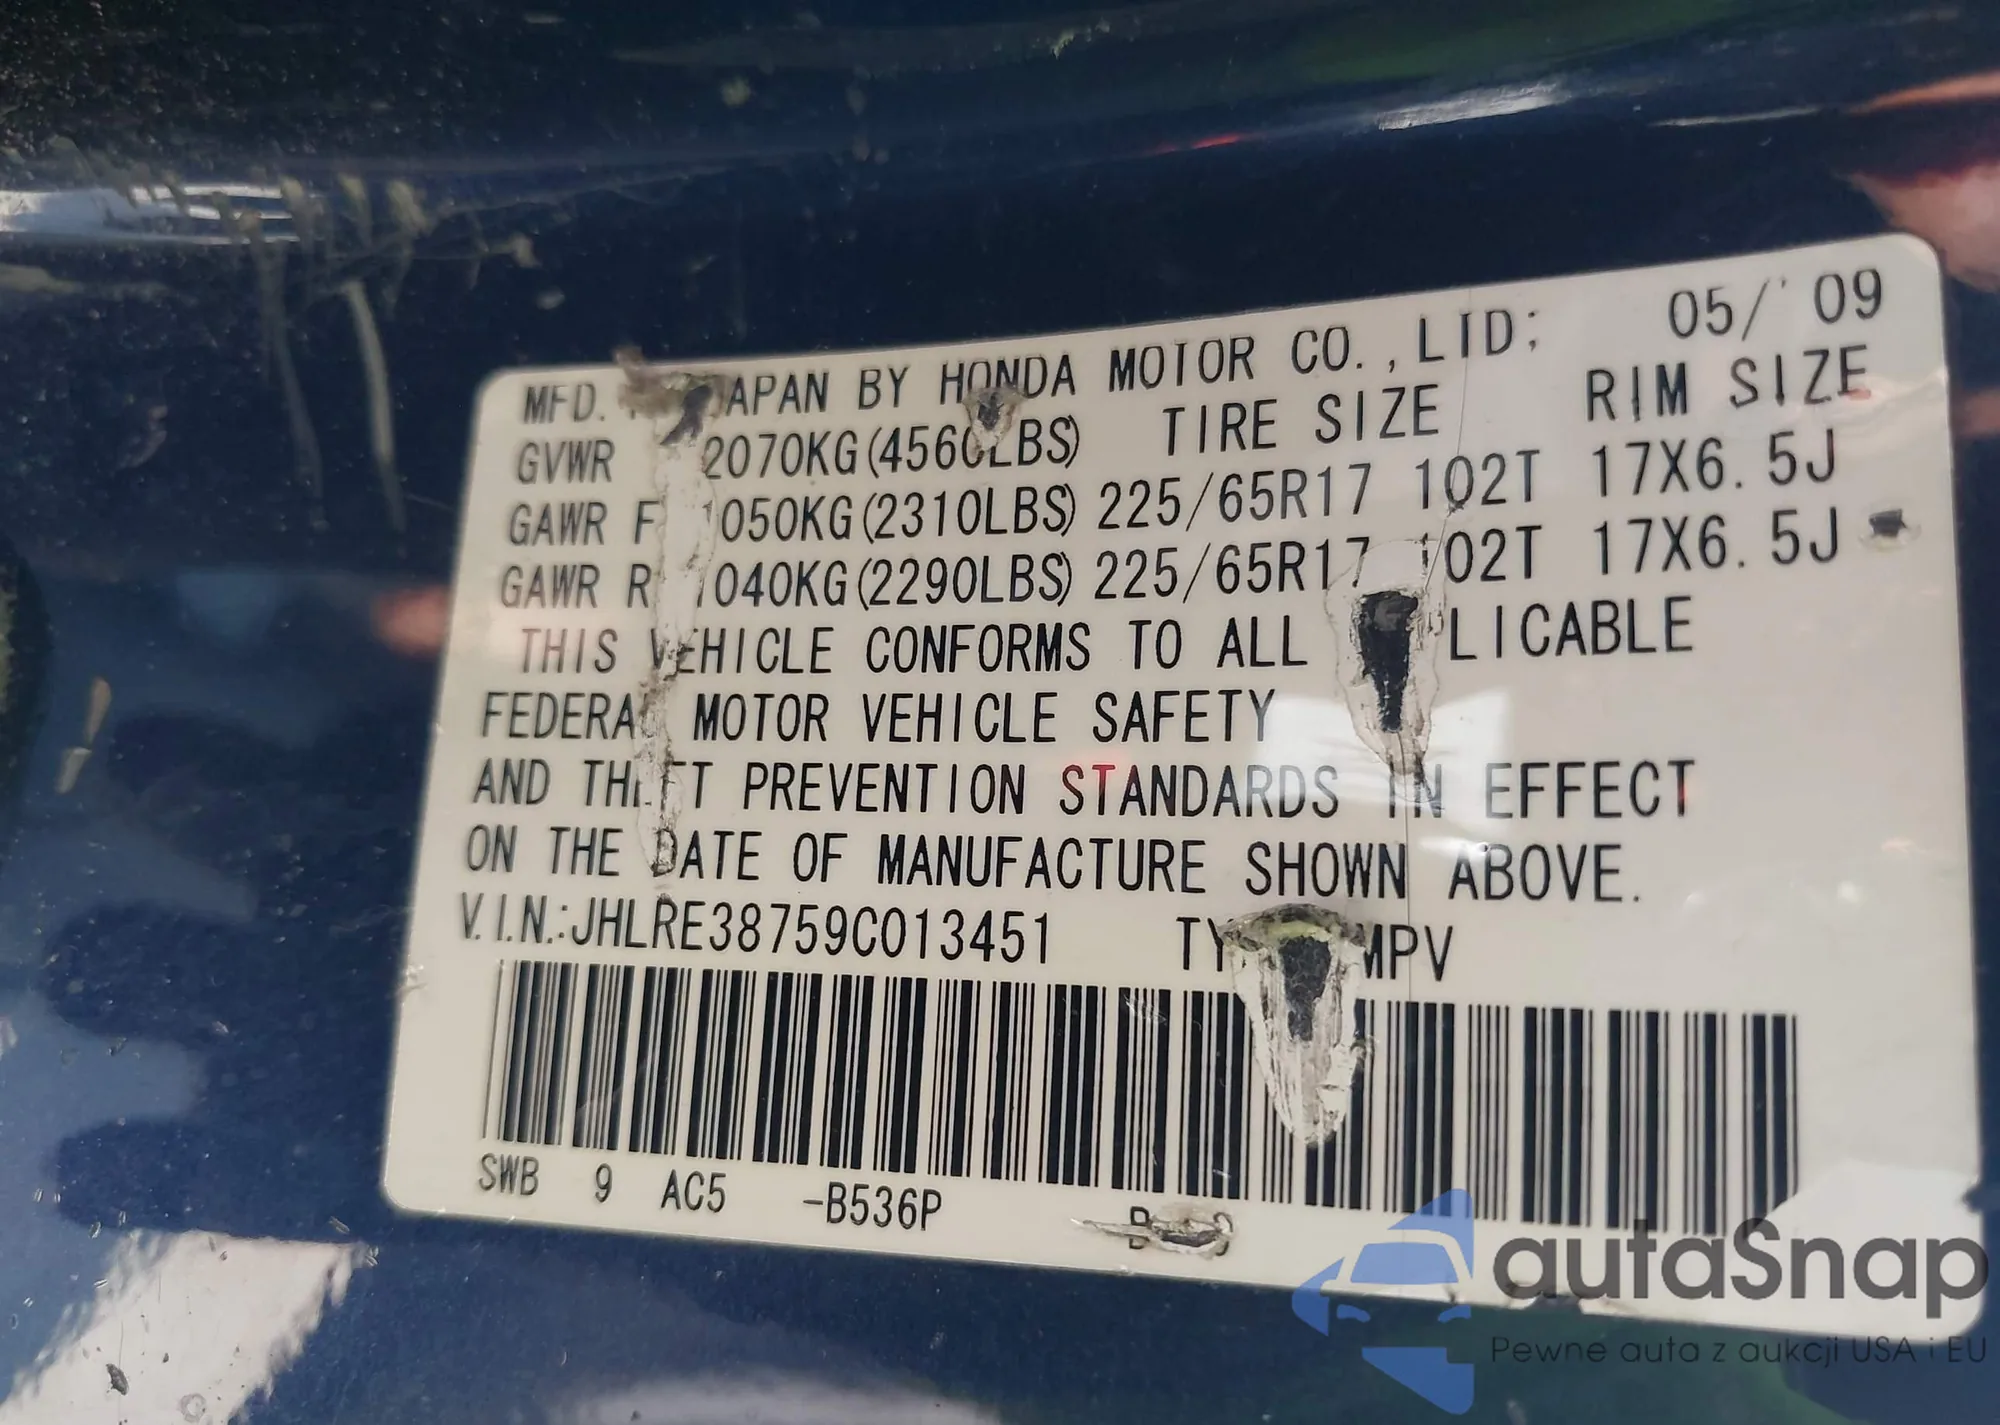 MFD. JAPAN BY HONDA MOTOR CO.,LTD; 05/'09
GVWR 2070KG(4560LBS) TIRE SIZE RIM SIZE
GAWR F 1050KG(2310LBS) 225/65R17 102T 17X6.5J
GAWR R 1040KG(2290LBS) 225/65R17 102T 17X6.5J
THIS VEHICLE CONFORMS TO ALL LICABLE
FEDERAL MOTOR VEHICLE SAFETY
AND THEFT PREVENTION STANDARDS IN EFFECT
ON THE DATE OF MANUFACTURE SHOWN ABOVE.
V.I.N.:JHLRE38759C013451 TY MPV
SWB 9 AC5 -B536P
autaSnap
Pewne auta z aukcji USA i EU